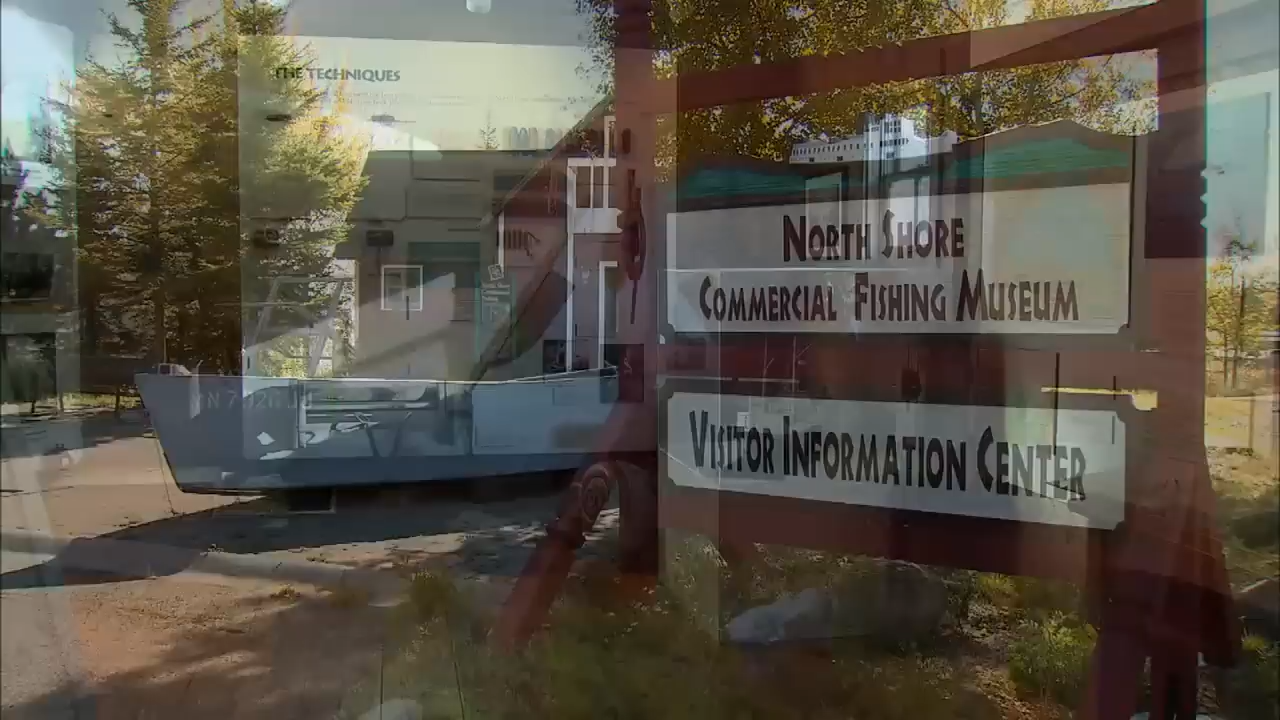 THE TECHNIQUES
NORTH SHORE
COMMERCIAL FISHING MUSEUM
VISITOR INFORMATION CENTER